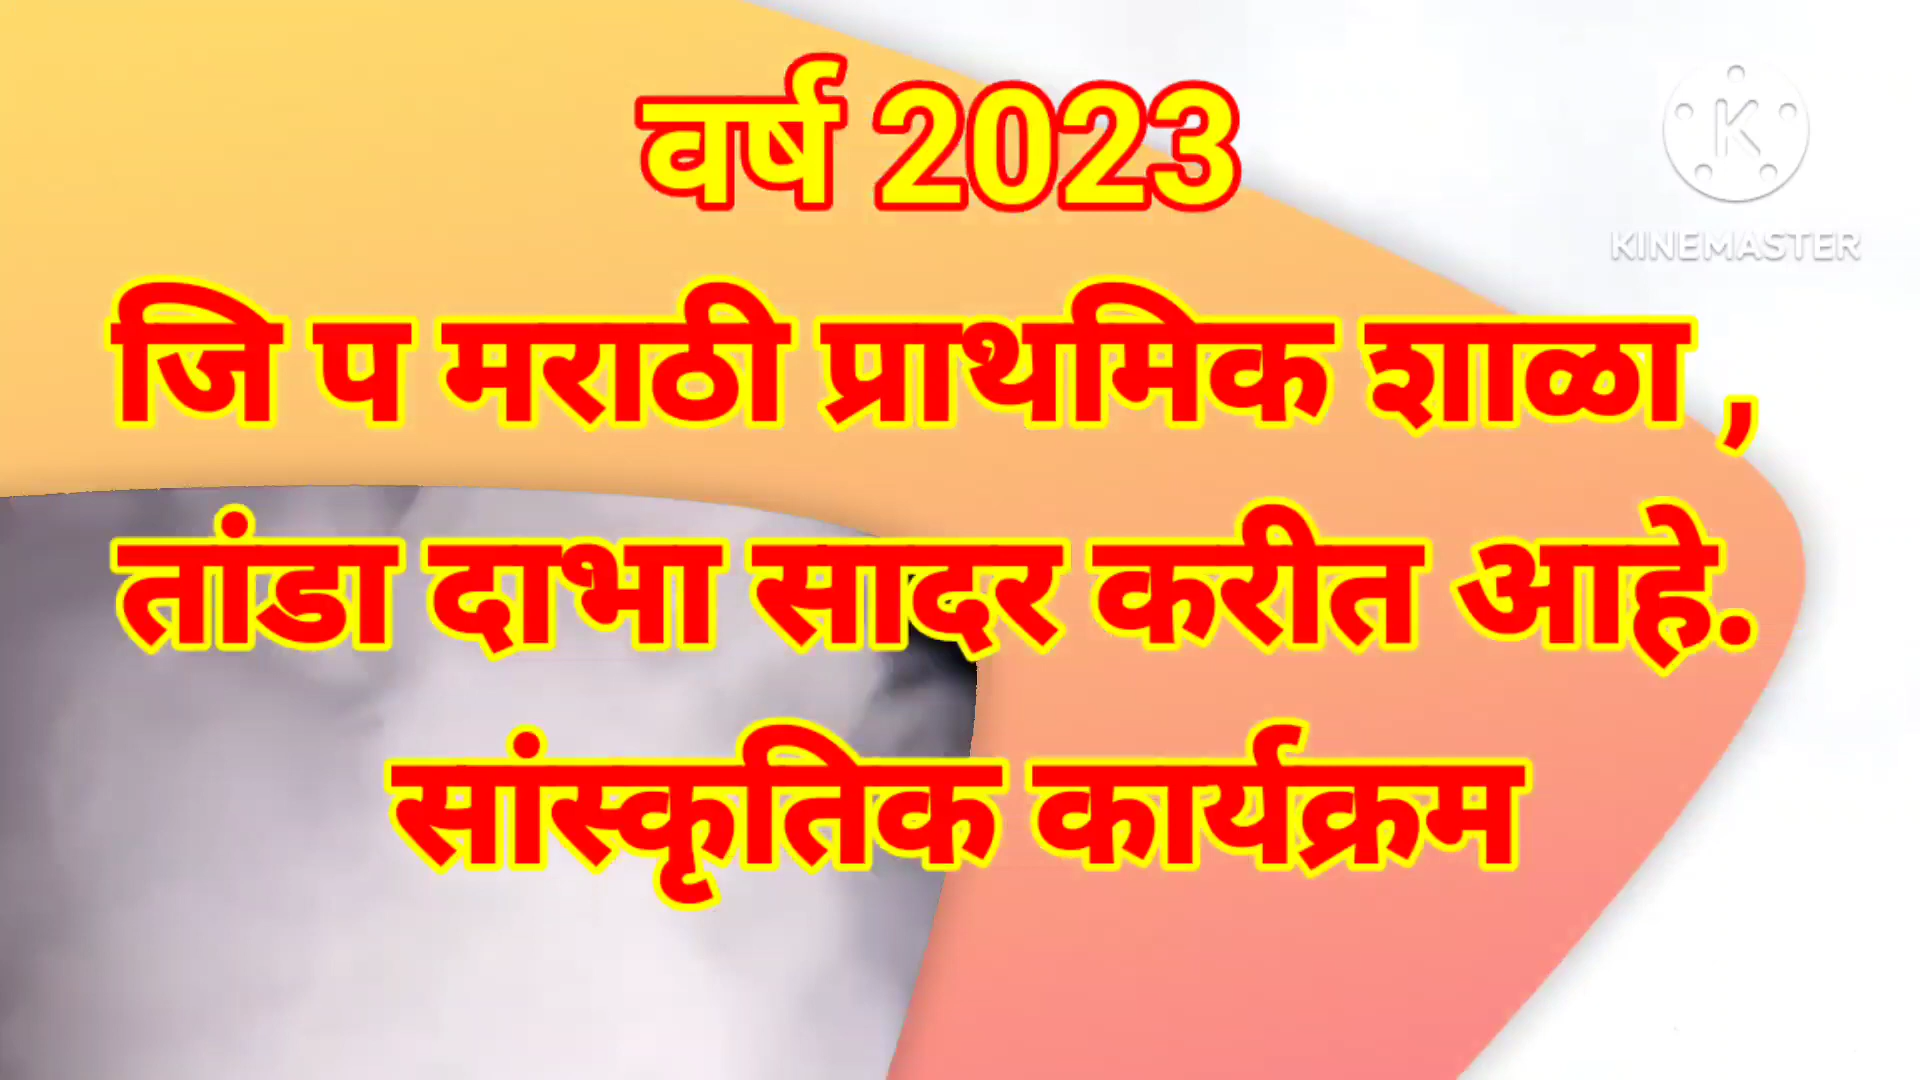 वर्ष 2023
KINEMASTER
जि प मराठी प्राथमिक शाळा ,
तांडा दाभा सादर करीत आहे.
सांस्कृतिक कार्यक्रम